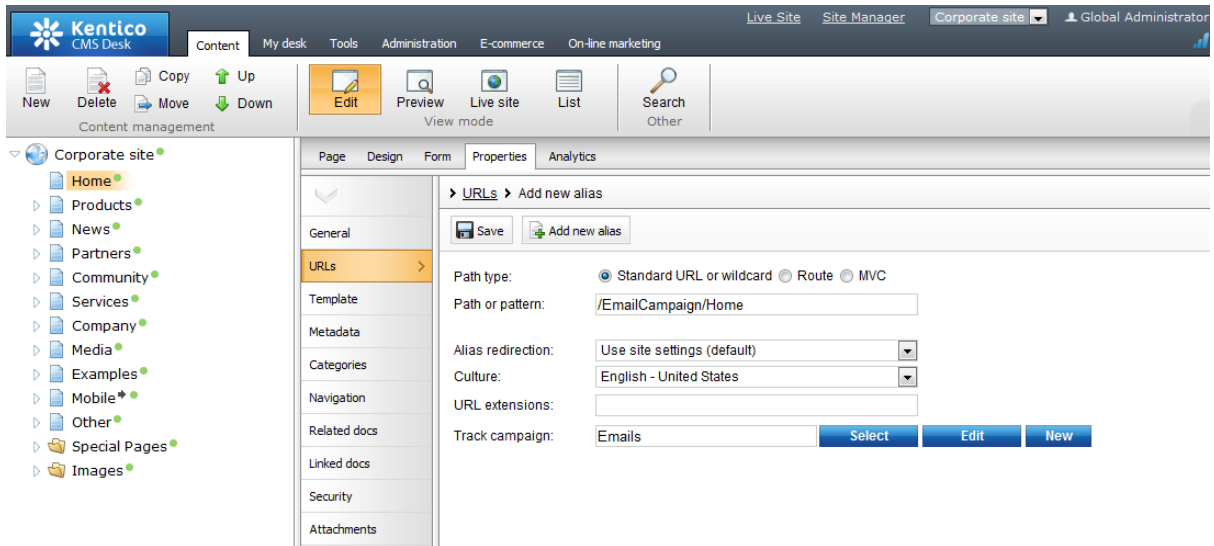 Live Site Site Manager Corporate site Global Administrator
Kentico
CMS Desk
Content My desk Tools Administration E-commerce On-line marketing
New Delete Copy Move Up Down
Content management
Edit Preview Live site List
View mode
Search
Other
Corporate site
Home
Products
News
Partners
Community
Services
Company
Media
Examples
Mobile
Other
Special Pages
Images
Page Design Form Properties Analytics
General
URLs >
Template
Metadata
Categories
Navigation
Related docs
Linked docs
Security
Attachments
> URLs > Add new alias
Save Add new alias
Path type: Standard URL or wildcard Route MVC
Path or pattern: /EmailCampaign/Home
Alias redirection: Use site settings (default)
Culture: English - United States
URL extensions:
Track campaign: Emails Select Edit New